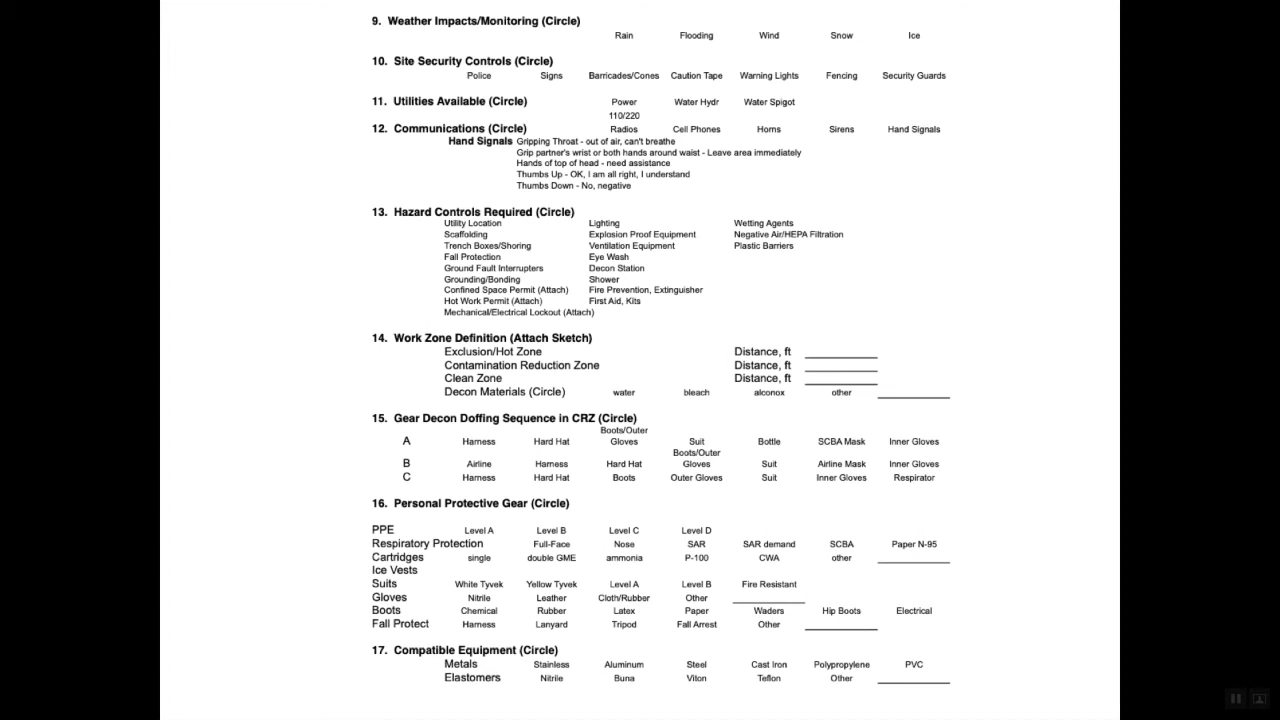 9. Weather Impacts/Monitoring (Circle)
Rain Flooding Wind Snow Ice
10. Site Security Controls (Circle)
Police Signs Barricades/Cones Caution Tape Warning Lights Fencing Security Guards
11. Utilities Available (Circle) Power Water Hydr Water Spigot
110/220
12. Communications (Circle) Radios Cell Phones Horns Sirens Hand Signals
Hand Signals Gripping Throat - out of air, can't breathe
Grip partner's wrist or both hands around waist - Leave area immediately
Hands of top of head - need assistance
Thumbs Up - OK, I am all right, I understand
Thumbs Down - No, negative
13. Hazard Controls Required (Circle)
Utility Location Lighting Wetting Agents
Scaffolding Explosion Proof Equipment Negative Air/HEPA Filtration
Trench Boxes/Shoring Ventilation Equipment Plastic Barriers
Fall Protection Eye Wash
Ground Fault Interrupters Decon Station
Grounding/Bonding Shower
Confined Space Permit (Attach) Fire Prevention, Extinguisher
Hot Work Permit (Attach) First Aid, Kits
Mechanical/Electrical Lockout (Attach)
14. Work Zone Definition (Attach Sketch)
Exclusion/Hot Zone Distance, ft
Contamination Reduction Zone Distance, ft
Clean Zone Distance, ft
Decon Materials (Circle) water bleach alconox other
15. Gear Decon Doffing Sequence in CRZ (Circle)
Boots/Outer
A Harness Hard Hat Gloves Suit Bottle SCBA Mask Inner Gloves
Boots/Outer
B Airline Harness Hard Hat Gloves Suit Airline Mask Inner Gloves
C Harness Hard Hat Boots Outer Gloves Suit Inner Gloves Respirator
16. Personal Protective Gear (Circle)
PPE Level A Level B Level C Level D
Respiratory Protection Full-Face Nose SAR SAR demand SCBA Paper N-95
Cartridges single double GME ammonia P-100 CWA other
Ice Vests
Suits White Tyvek Yellow Tyvek Level A Level B Fire Resistant
Gloves Nitrile Leather Cloth/Rubber Other
Boots Chemical Rubber Latex Paper Waders Hip Boots Electrical
Fall Protect Harness Lanyard Tripod Fall Arrest Other
17. Compatible Equipment (Circle)
Metals Stainless Aluminum Steel Cast Iron Polypropylene PVC
Elastomers Nitrile Buna Viton Teflon Other